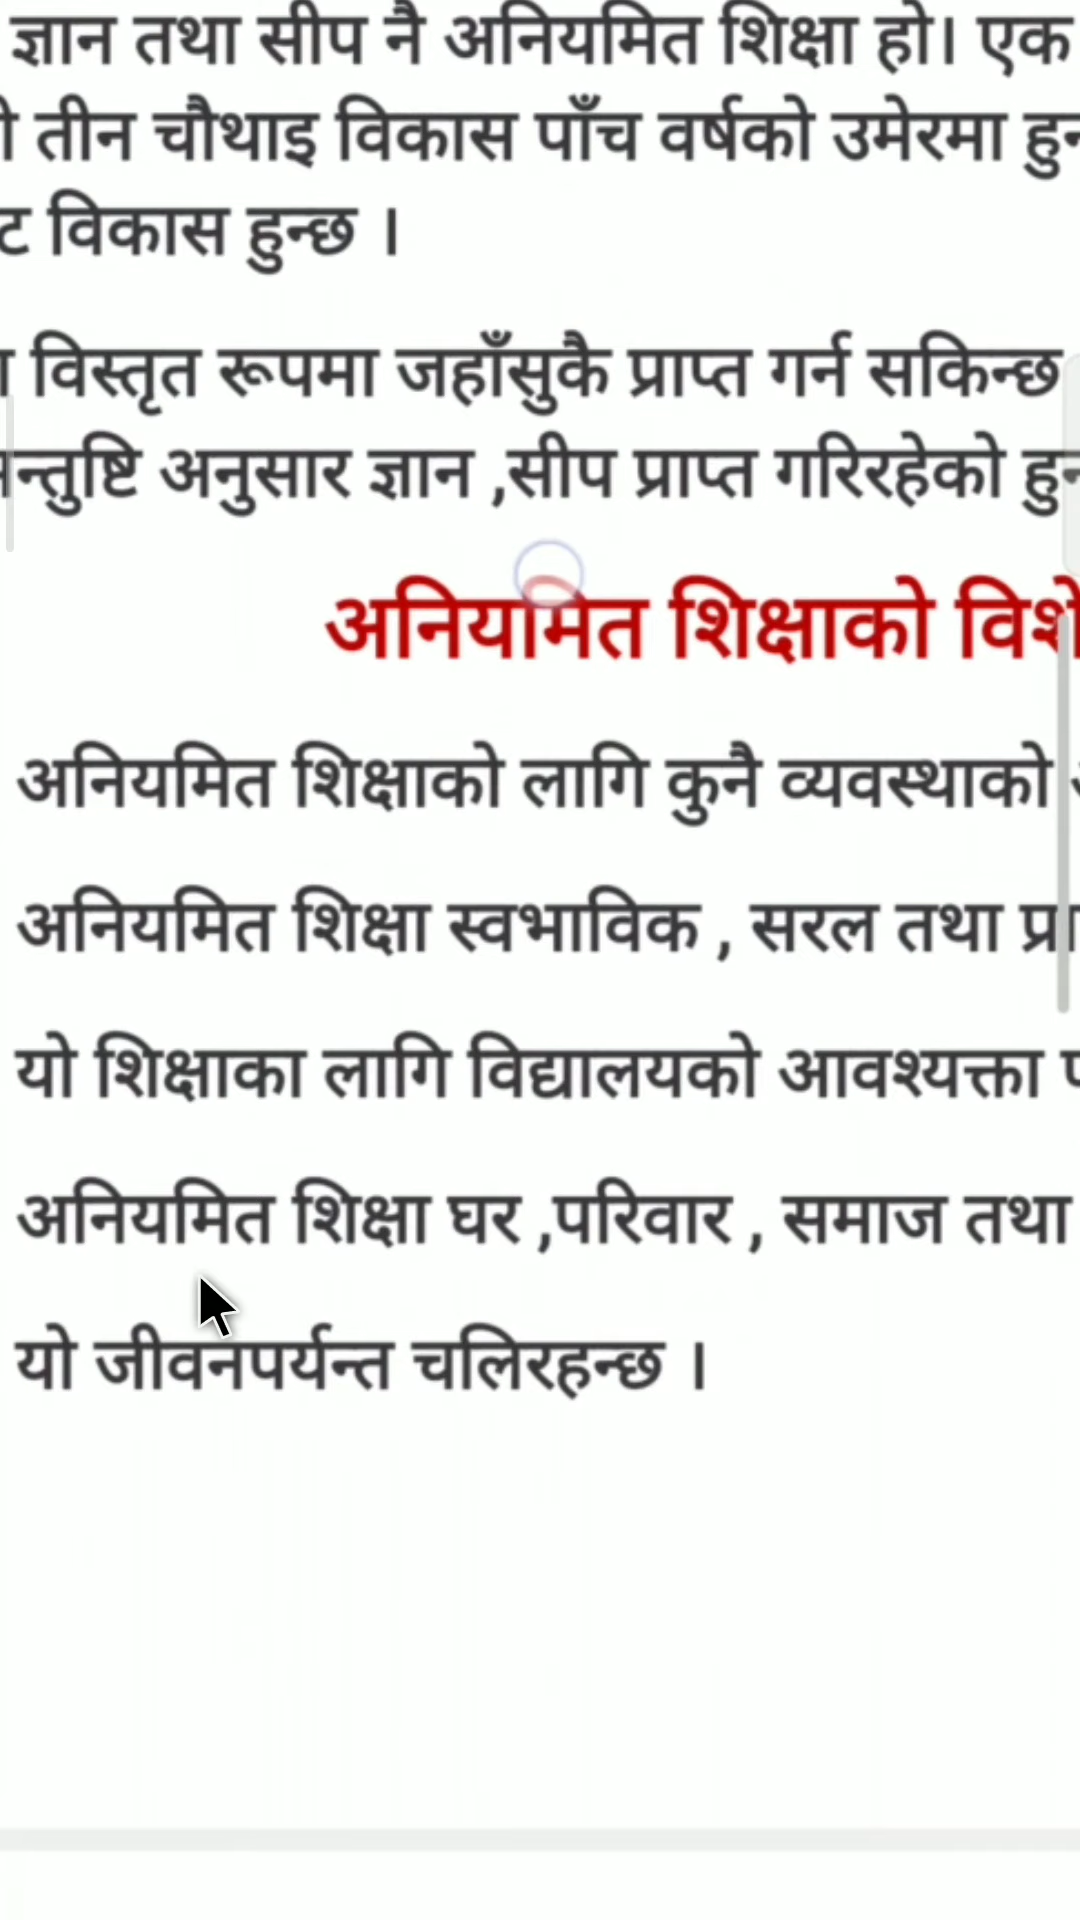 ज्ञान तथा सीप नै अनियमित शिक्षा हो। एक
तीन चौथाइ विकास पाँच वर्षको उमेरमा
विकास हुन्छ ।
विस्तृत रूपमा जहाँसुकै प्राप्त गर्न सकिन्छ
अनुसार ज्ञान ,सीप प्राप्त गरिरहेको
अनियमित शिक्षाको
अनियमित शिक्षाको लागि कुनै व्यवस्थाको
अनियमित शिक्षा स्वभाविक , सरल तथा
यो शिक्षाका लागि विद्यालयको आवश्यक्ता
अनियमित शिक्षा घर ,परिवार , समाज तथा
यो जीवनपर्यन्त चलिरहन्छ ।